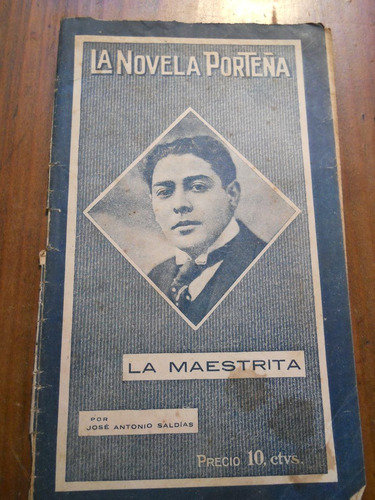 LA NOVELA PORTEÑA
LA MAESTRITA
POR
JOSÉ ANTONIO SALDÍAS
PRECIO 10. ctvs.